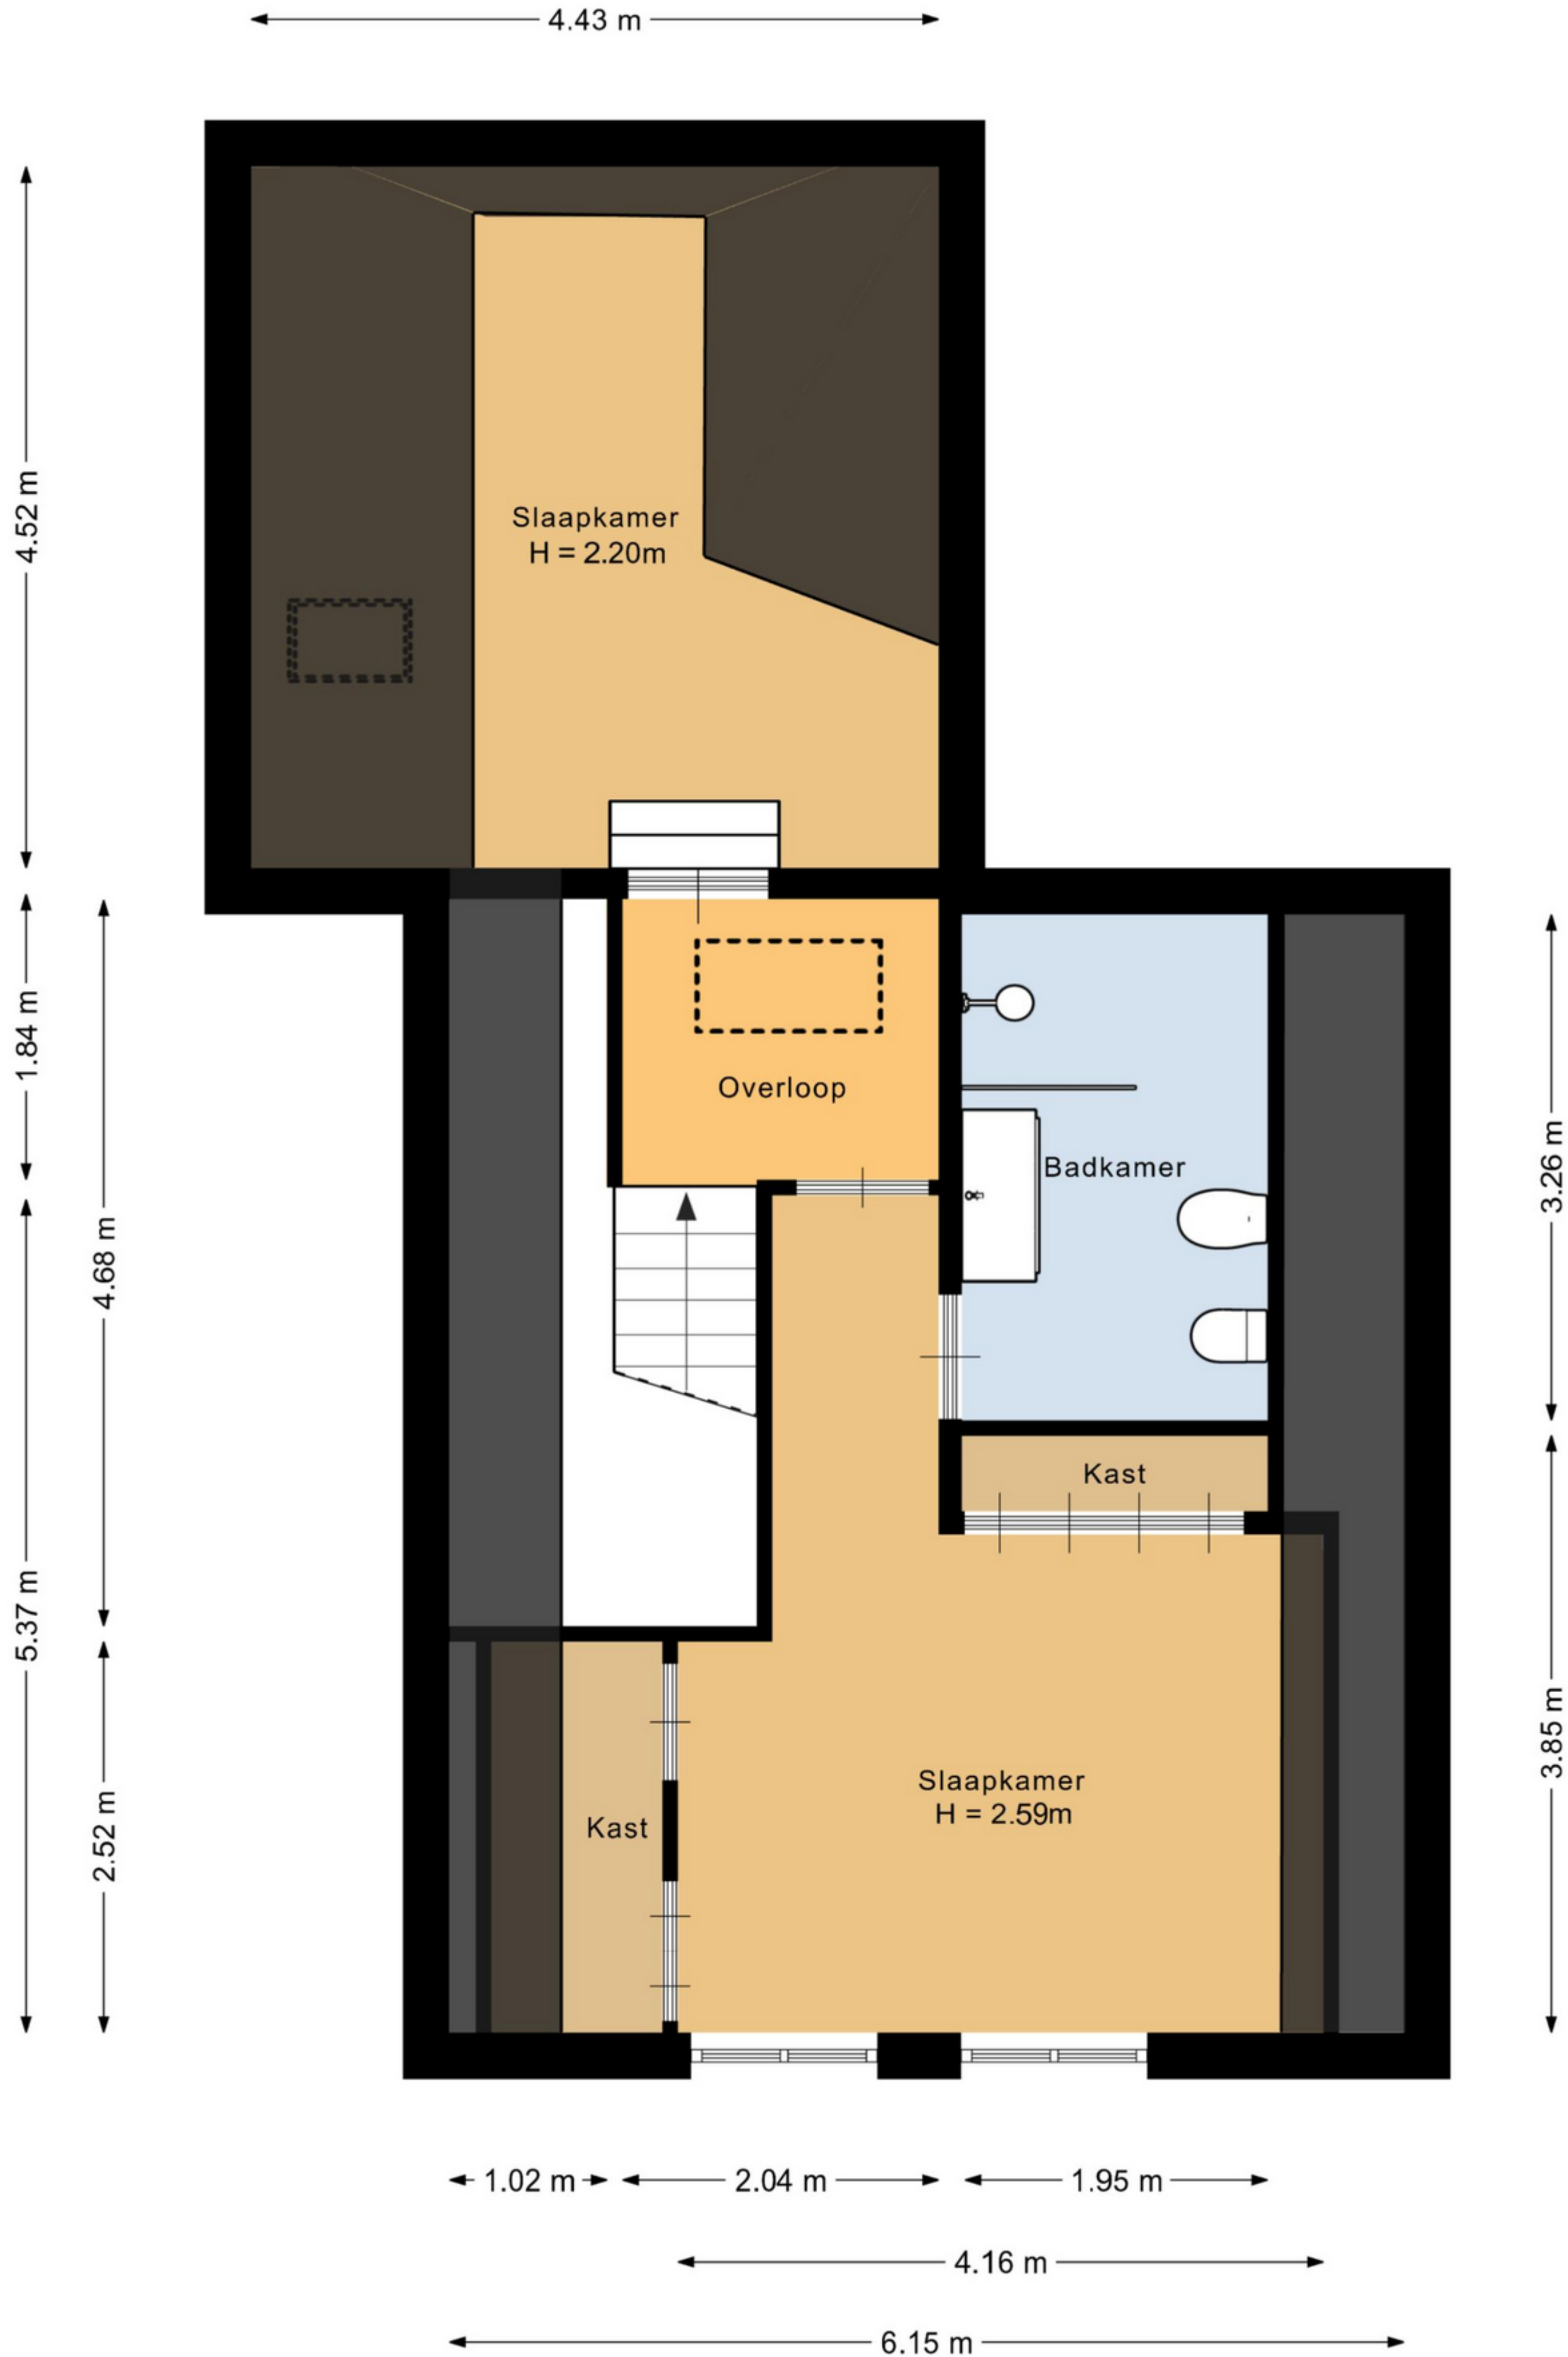 4.43 m
4.52 m
Slaapkamer
H = 2.20m
1.84 m
Overloop
4.68 m
Badkamer
3.26 m
5.37 m
Kast
2.52 m
Kast
Slaapkamer
H = 2.59m
3.85 m
1.02 m
2.04 m
1.95 m
4.16 m
6.15 m